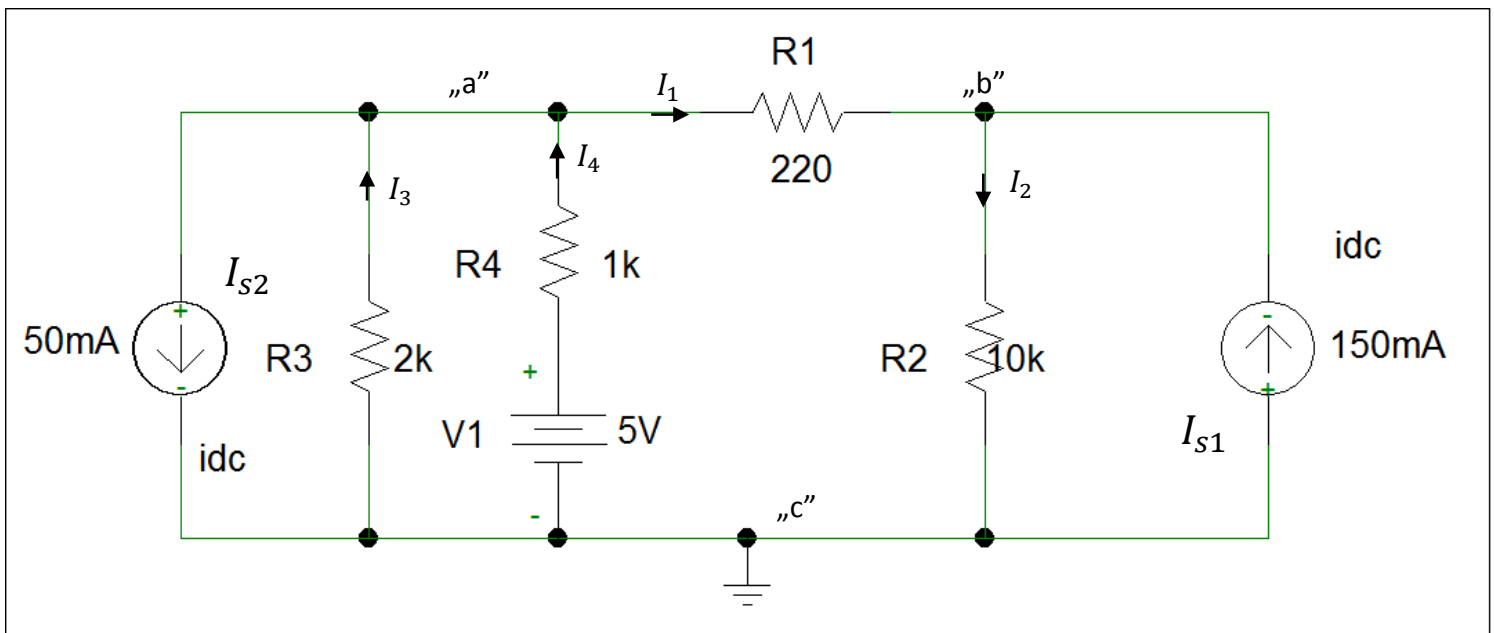 R1
„a”
I₁
„b”
220
I₃
I₄
I₂
R4
1k
idc
Iₛ₂
+
50mA
R3
2k
+
R2
10k
-
150mA
-
+
V1
5V
Iₛ₁
idc
-
„c”